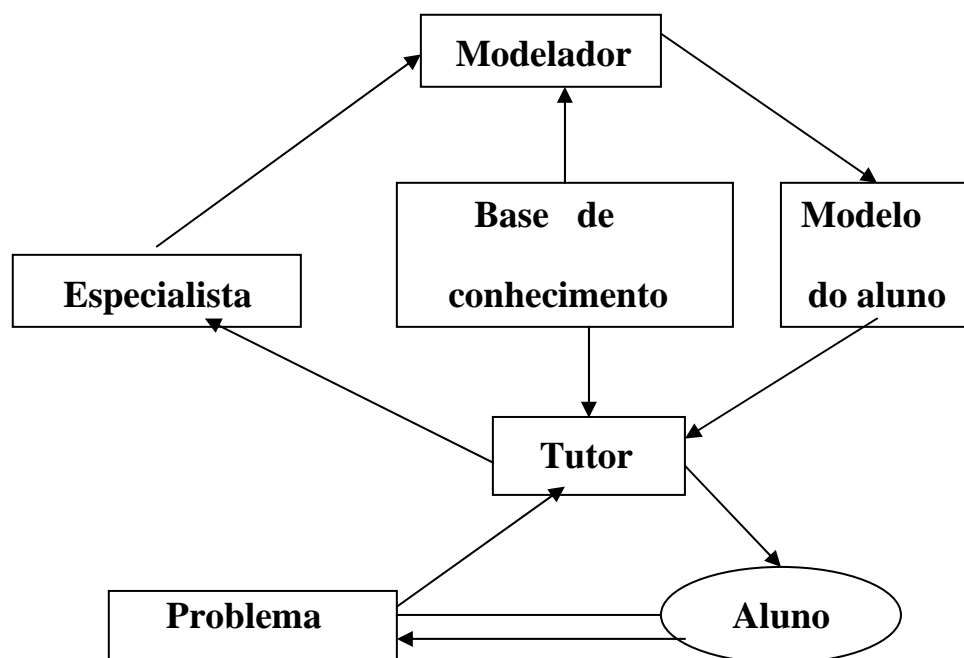 Modelador
Base de
conhecimento
Modelo
do aluno
Especialista
Tutor
Problema
Aluno